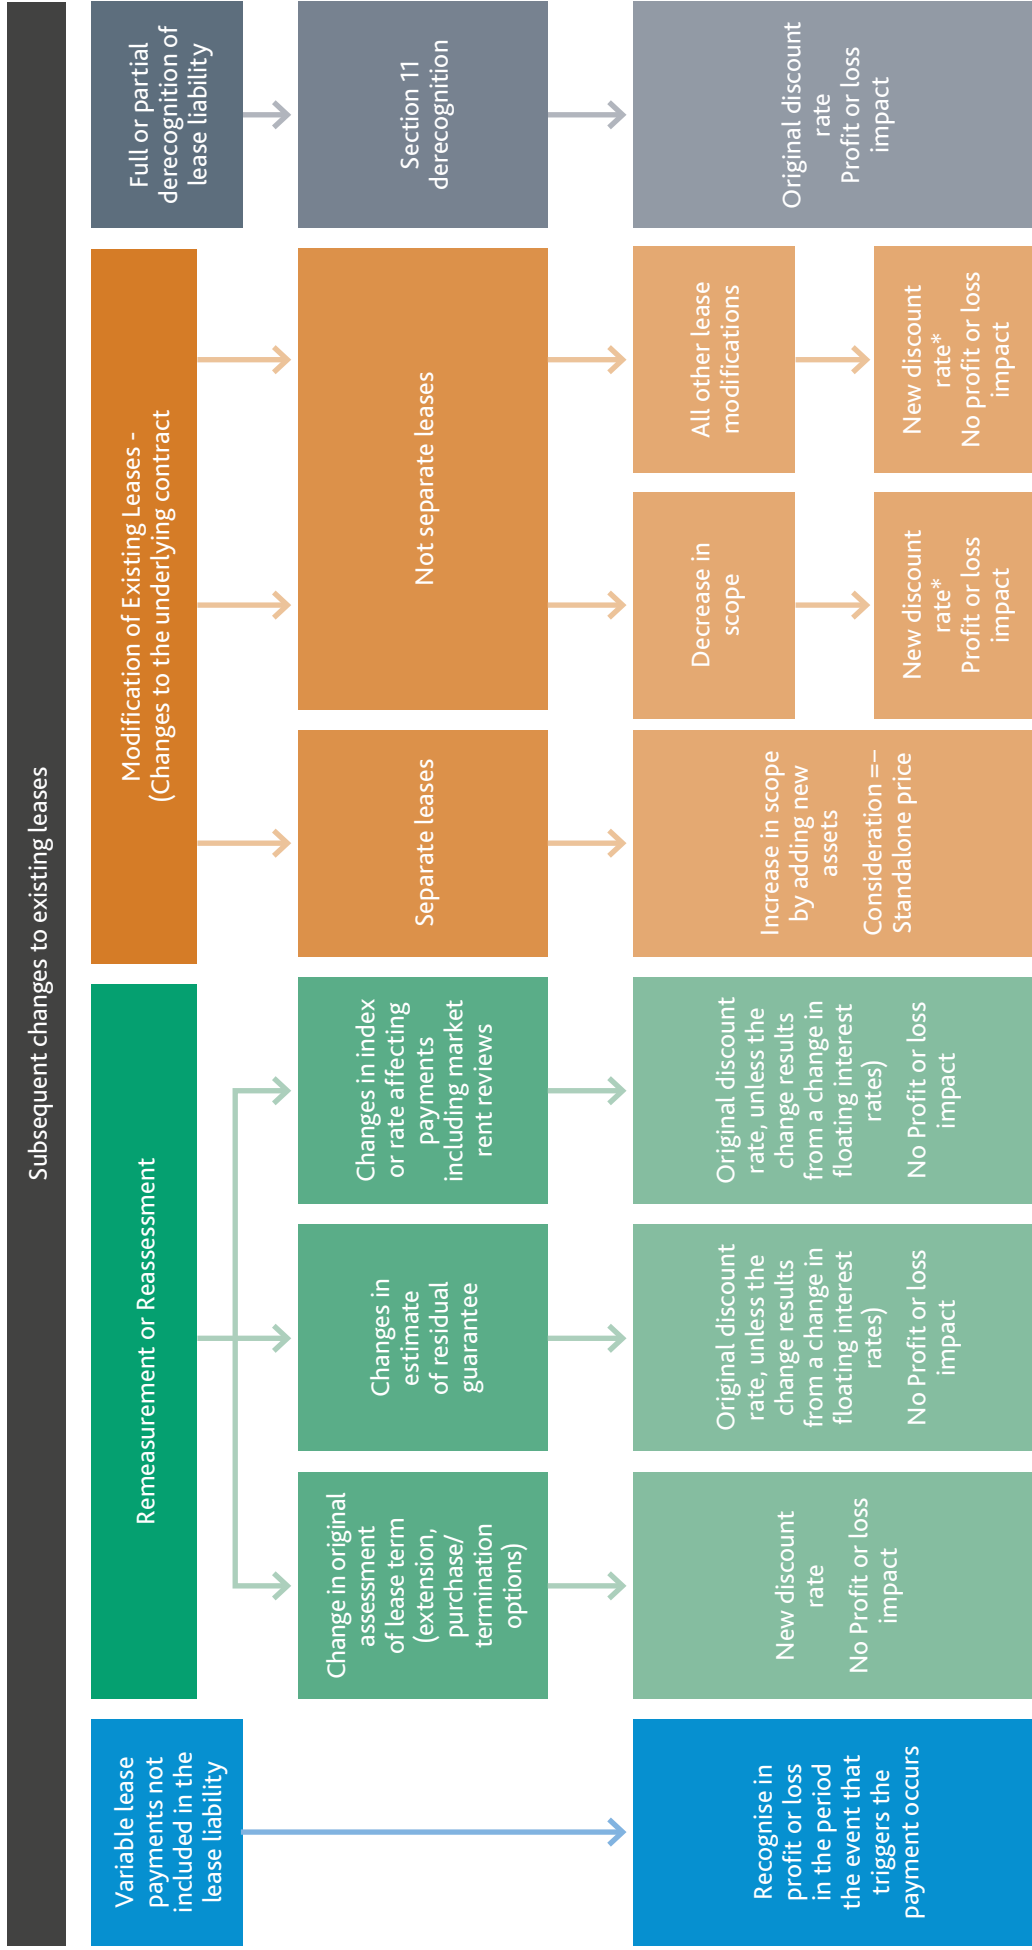 Subsequent changes to existing leases
Variable lease
payments not
included in the
lease liability
Recognise in
profit or loss
in the period
the event that
triggers the
payment occurs
Remeasurement or Reassessment
Change in original
assessment
of lease term
(extension,
purchase/
termination
options)
New discount
rate
No Profit or loss
impact
Changes in
estimate
of residual
guarantee
Original discount
rate, unless the
change results
from a change in
floating interest
rates)
No Profit or loss
impact
Changes in index
or rate affecting
payments
including market
rent reviews
Original discount
rate, unless the
change results
from a change in
floating interest
rates)
No Profit or loss
impact
Modification of Existing Leases -
(Changes to the underlying contract
Separate leases
Increase in scope
by adding new
assets
Consideration =–
Standalone price
Not separate leases
Decrease in
scope
New discount
rate*
Profit or loss
impact
All other lease
modifications
New discount
rate*
No profit or loss
impact
Full or partial
derecognition of
lease liability
Section 11
derecognition
Original discount
rate
Profit or loss
impact